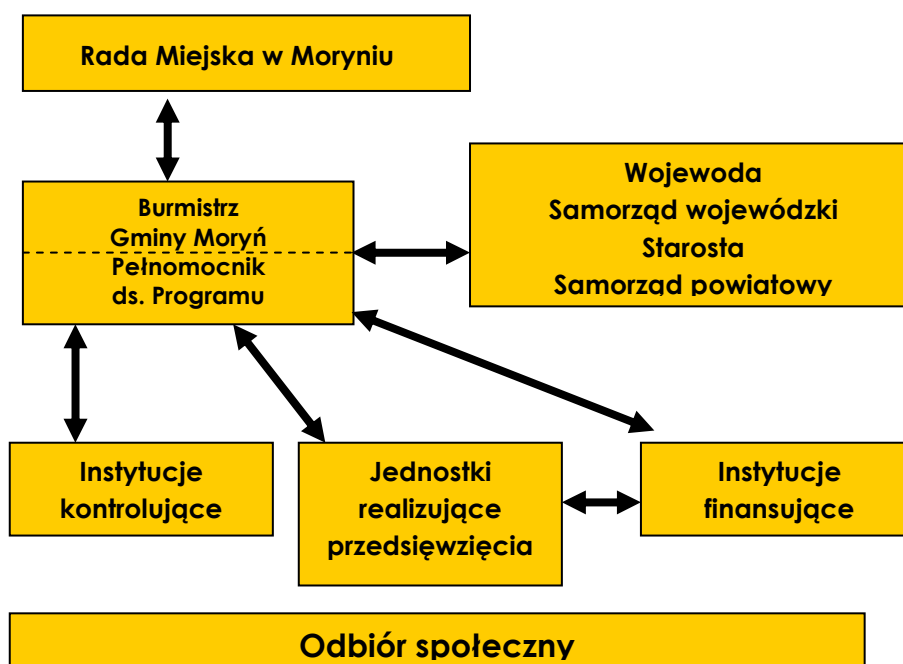 Rada Miejska w Moryniu
Wojewoda
Samorząd wojewódzki
Starosta
Samorząd powiatowy
Burmistrz
Gminy Moryń
Pełnomocnik
ds. Programu
Instytucje
kontrolujące
Jednostki
realizujące
przedsięwzięcia
Instytucje
finansujące
Odbiór społeczny